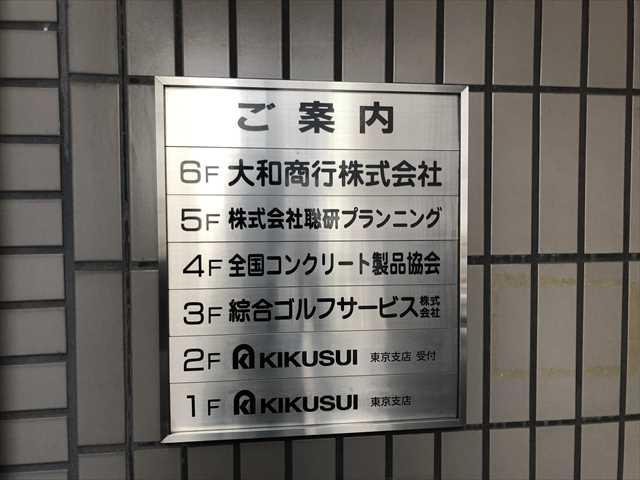 ご案内
6F 大和商行株式会社
5F 株式会社聡研プランニング
4F 全国コンクリート製品協会
3F 綜合ゴルフサービス株式会社
2F KIKUSUI 東京支店 受付
1F KIKUSUI 東京支店